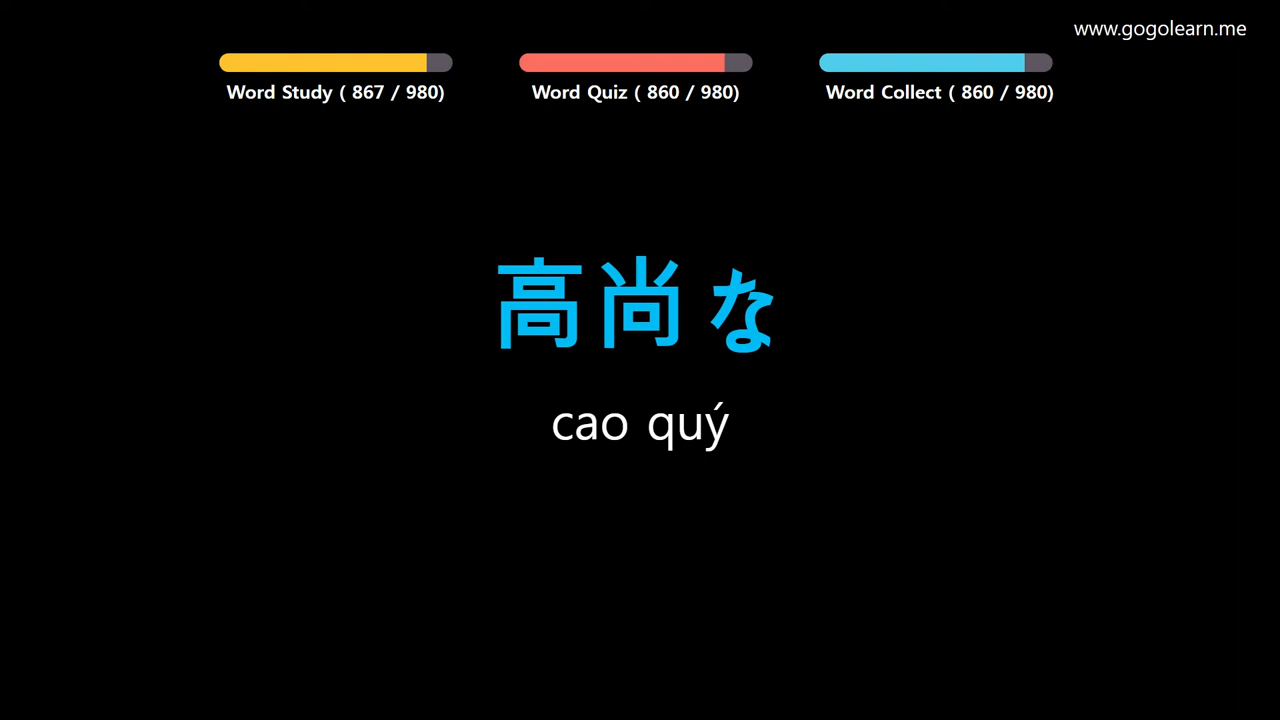 www.gogolearn.me
Word Study ( 867 / 980)
Word Quiz ( 860 / 980)
Word Collect ( 860 / 980)
高尚な
cao quý